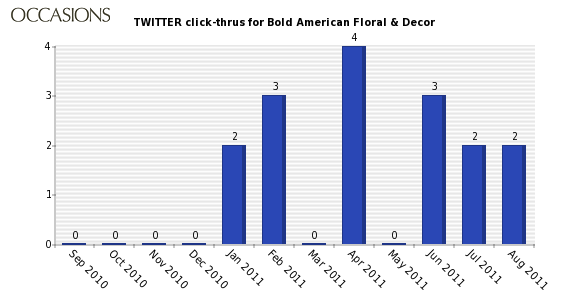 OCCASIONS
TWITTER click-thrus for Bold American Floral & Decor
4
3
2
1
0
0
0
0
0
2
3
0
4
0
3
2
2
Sep 2010
Oct 2010
Nov 2010
Dec 2010
Jan 2011
Feb 2011
Mar 2011
Apr 2011
May 2011
Jun 2011
Jul 2011
Aug 2011